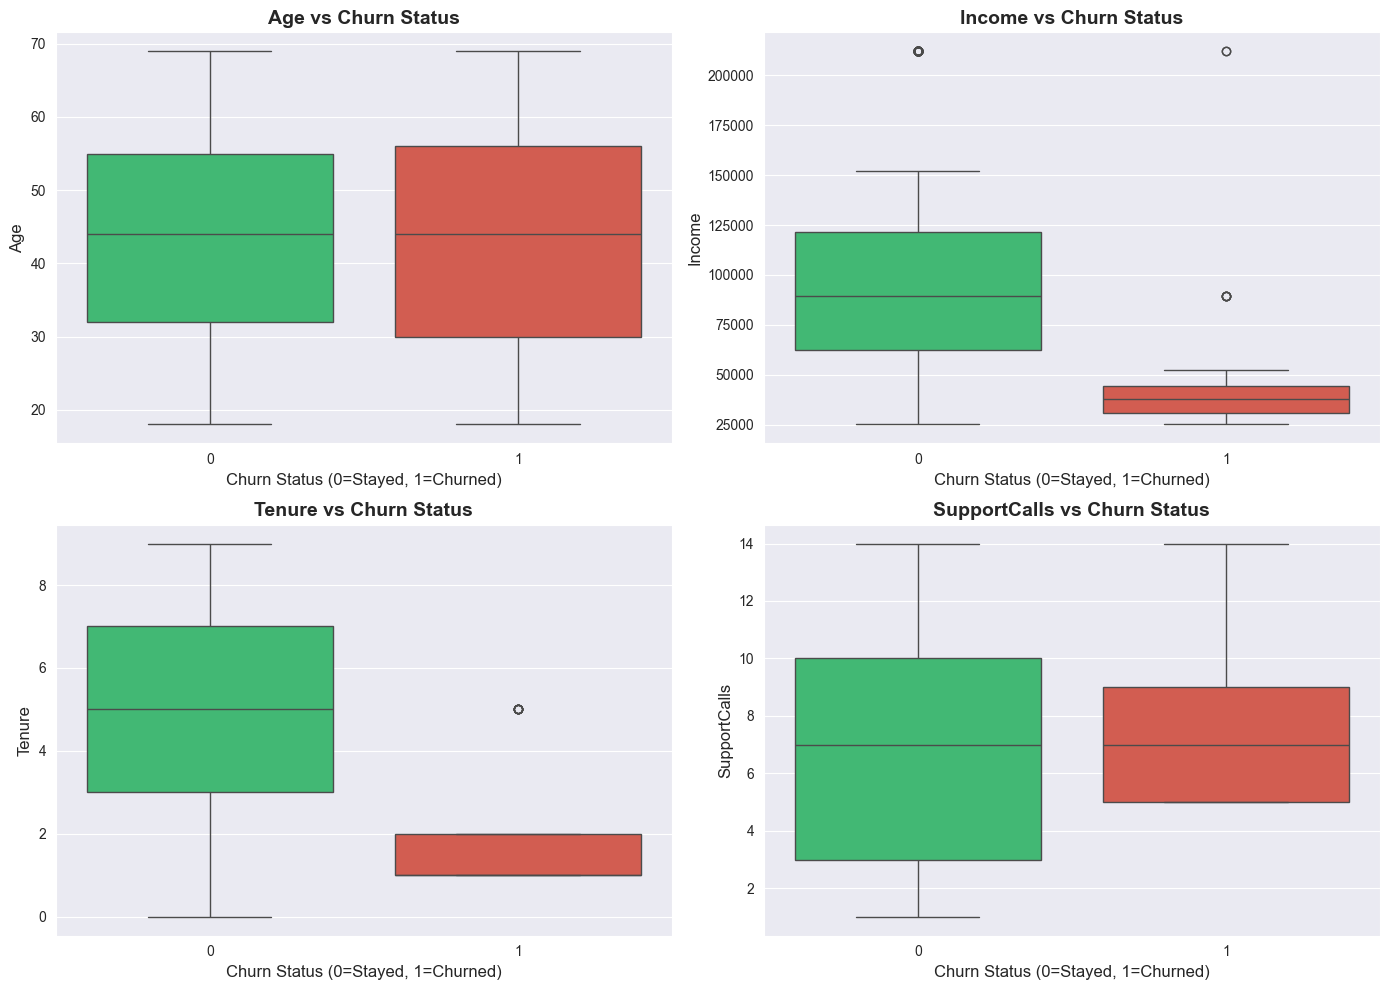 Age vs Churn Status
70
60
50
40
30
20
Age
0
1
Churn Status (0=Stayed, 1=Churned)
Income vs Churn Status
200000
175000
150000
125000
100000
75000
50000
25000
Income
0
1
Churn Status (0=Stayed, 1=Churned)
Tenure vs Churn Status
8
6
4
2
0
Tenure
0
1
Churn Status (0=Stayed, 1=Churned)
SupportCalls vs Churn Status
14
12
10
8
6
4
2
SupportCalls
0
1
Churn Status (0=Stayed, 1=Churned)